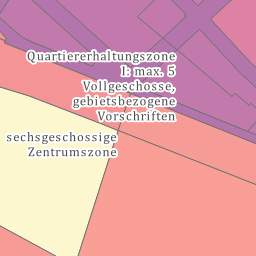 Quartiererhaltungszone
I: max. 5
Vollgeschosse,
gebietsbezogene
Vorschriften
sechsgeschossige
Zentrumszone